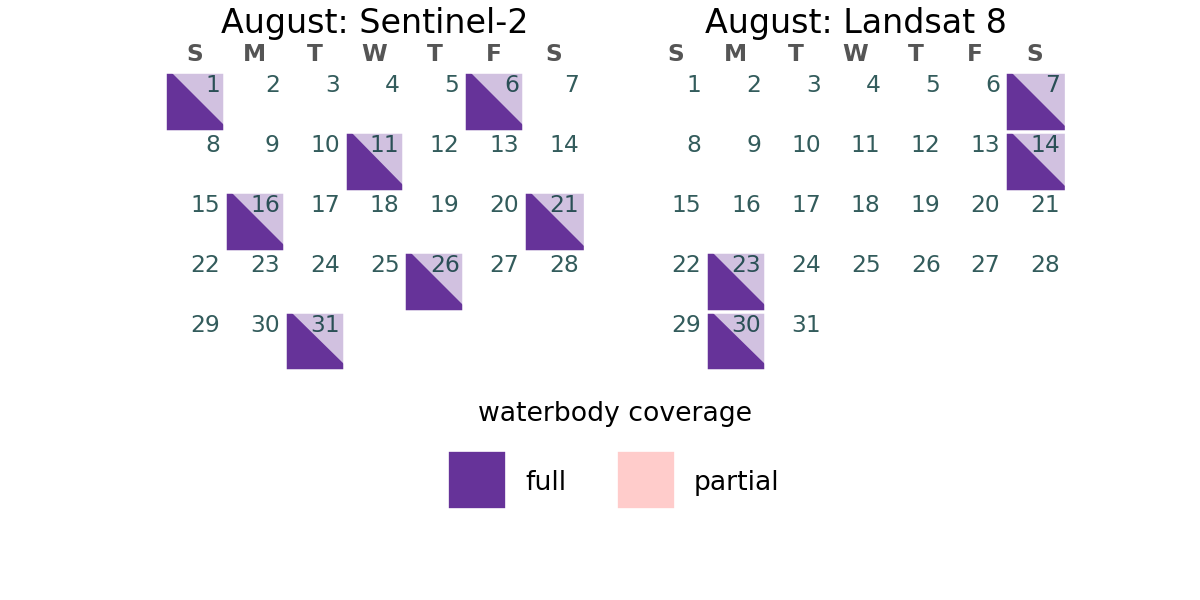 August: Sentinel-2
S M T W T F S
1 2 3 4 5 6 7
8 9 10 11 12 13 14
15 16 17 18 19 20 21
22 23 24 25 26 27 28
29 30 31
August: Landsat 8
S M T W T F S
1 2 3 4 5 6 7
8 9 10 11 12 13 14
15 16 17 18 19 20 21
22 23 24 25 26 27 28
29 30 31
waterbody coverage
full partial